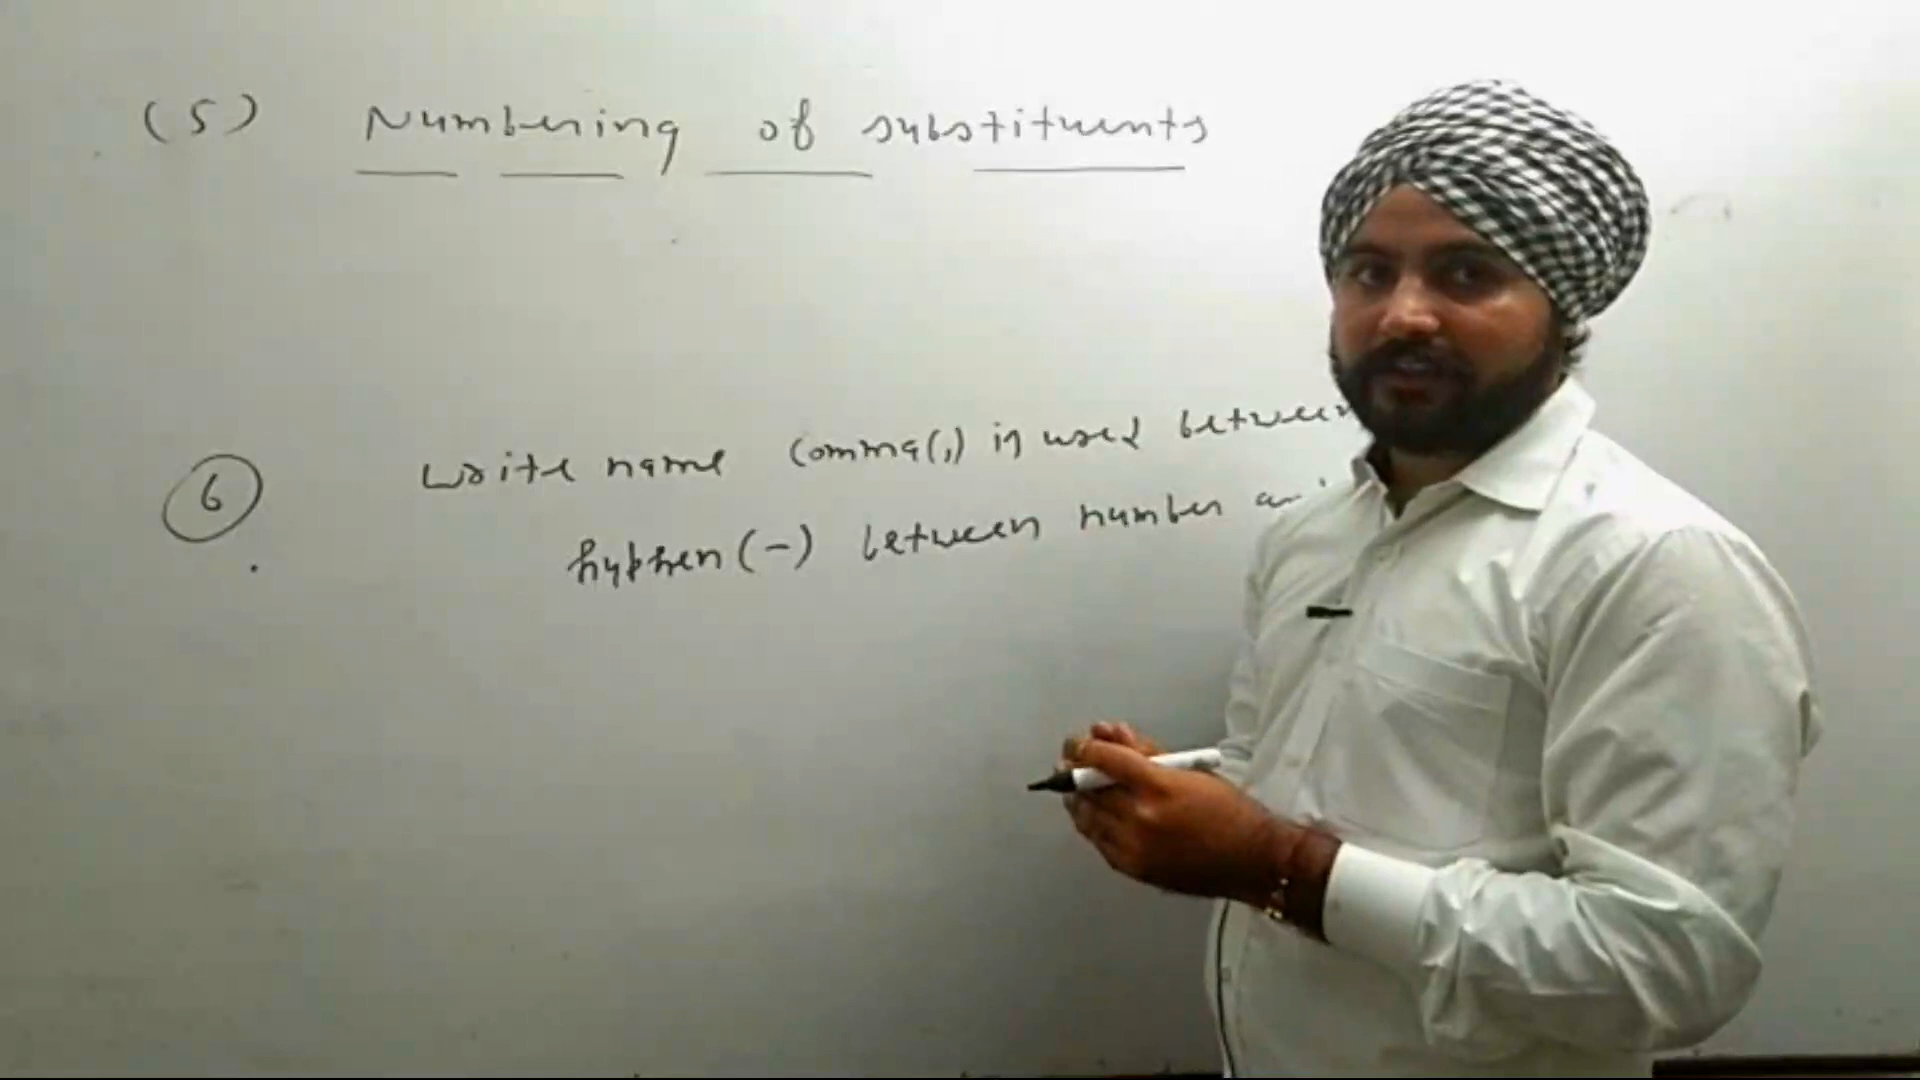 (5) Numbering of substituents
6 write name comma(,) is used between
hyphen (-) between number